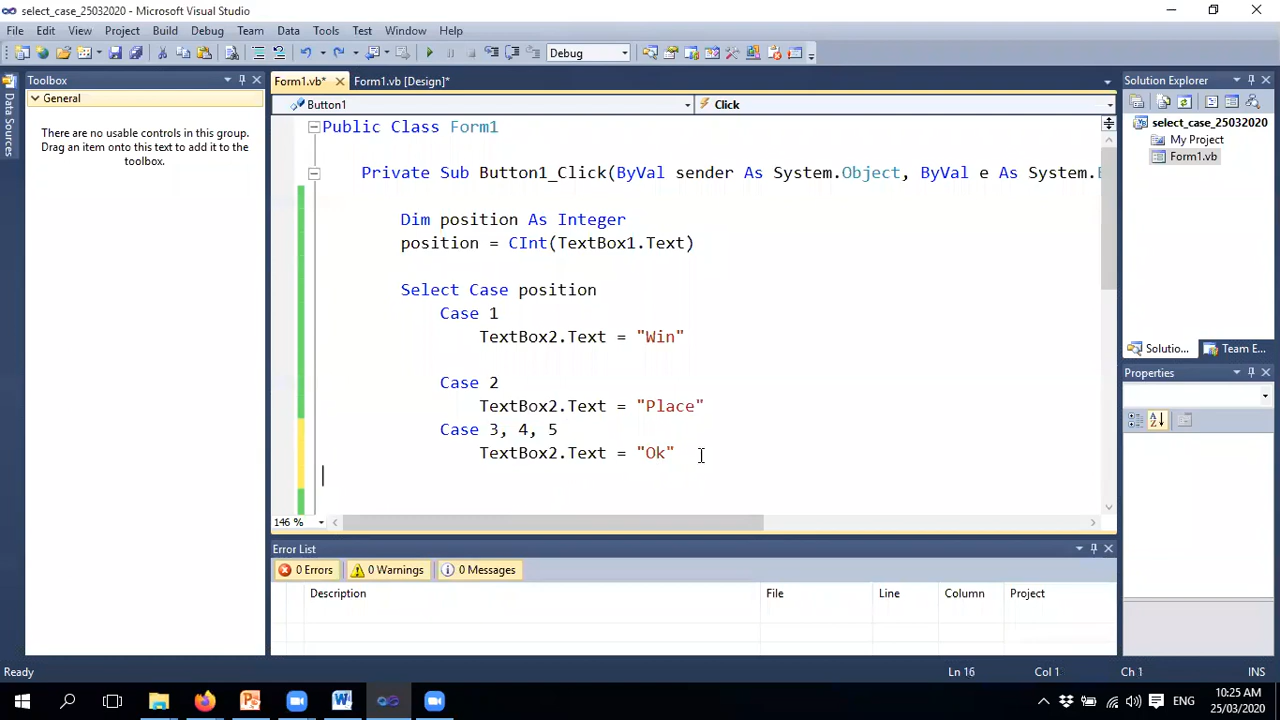 select_case_25032020 - Microsoft Visual Studio
File Edit View Project Build Debug Team Data Tools Test Window Help
Debug
Toolbox
Form1.vb*
Form1.vb [Design]*
Solution Explorer
Data Sources
General
Button1
Click
There are no usable controls in this group.
Drag an item onto this text to add it to the
toolbox.
select_case_25032020
My Project
Form1.vb
Public Class Form1
Private Sub Button1_Click(ByVal sender As System.Object, ByVal e As System.
Dim position As Integer
position = CInt(TextBox1.Text)
Select Case position
Case 1
TextBox2.Text = "Win"
Case 2
TextBox2.Text = "Place"
Case 3, 4, 5
TextBox2.Text = "Ok"
Solutio...
Team E...
Properties
146 %
Error List
0 Errors
0 Warnings
0 Messages
Description File Line Column Project
Ready
Ln 16 Col 1 Ch 1 INS
ENG
10:25 AM
25/03/2020